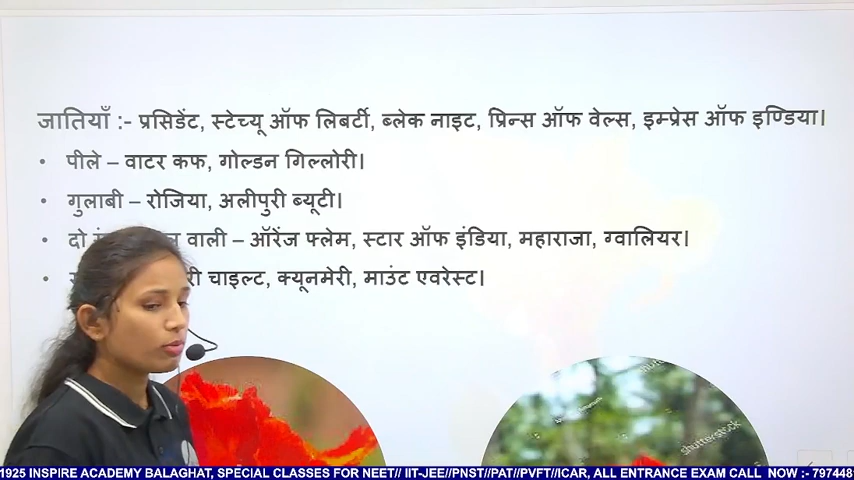 जातियाँ :- प्रसिडेंट, स्टेच्यू ऑफ लिबर्टी, ब्लेक नाइट, प्रिन्स ऑफ वेल्स, इम्प्रेस ऑफ इण्डिया।
• पीले – वाटर कफ, गोल्डन गिल्लोरी।
• गुलाबी – रोजिया, अलीपुरी ब्यूटी।
• दो वाली – ऑरेंज फ्लेम, स्टार ऑफ इंडिया, महाराजा, ग्वालियर।
• चाइल्ट, क्यूनमेरी, माउंट एवरेस्ट।
shutterstock
1925 INSPIRE ACADEMY BALAGHAT, SPECIAL CLASSES FOR NEET// IIT-JEE//PNST//PAT//PVFT//ICAR, ALL ENTRANCE EXAM CALL NOW :- 797448